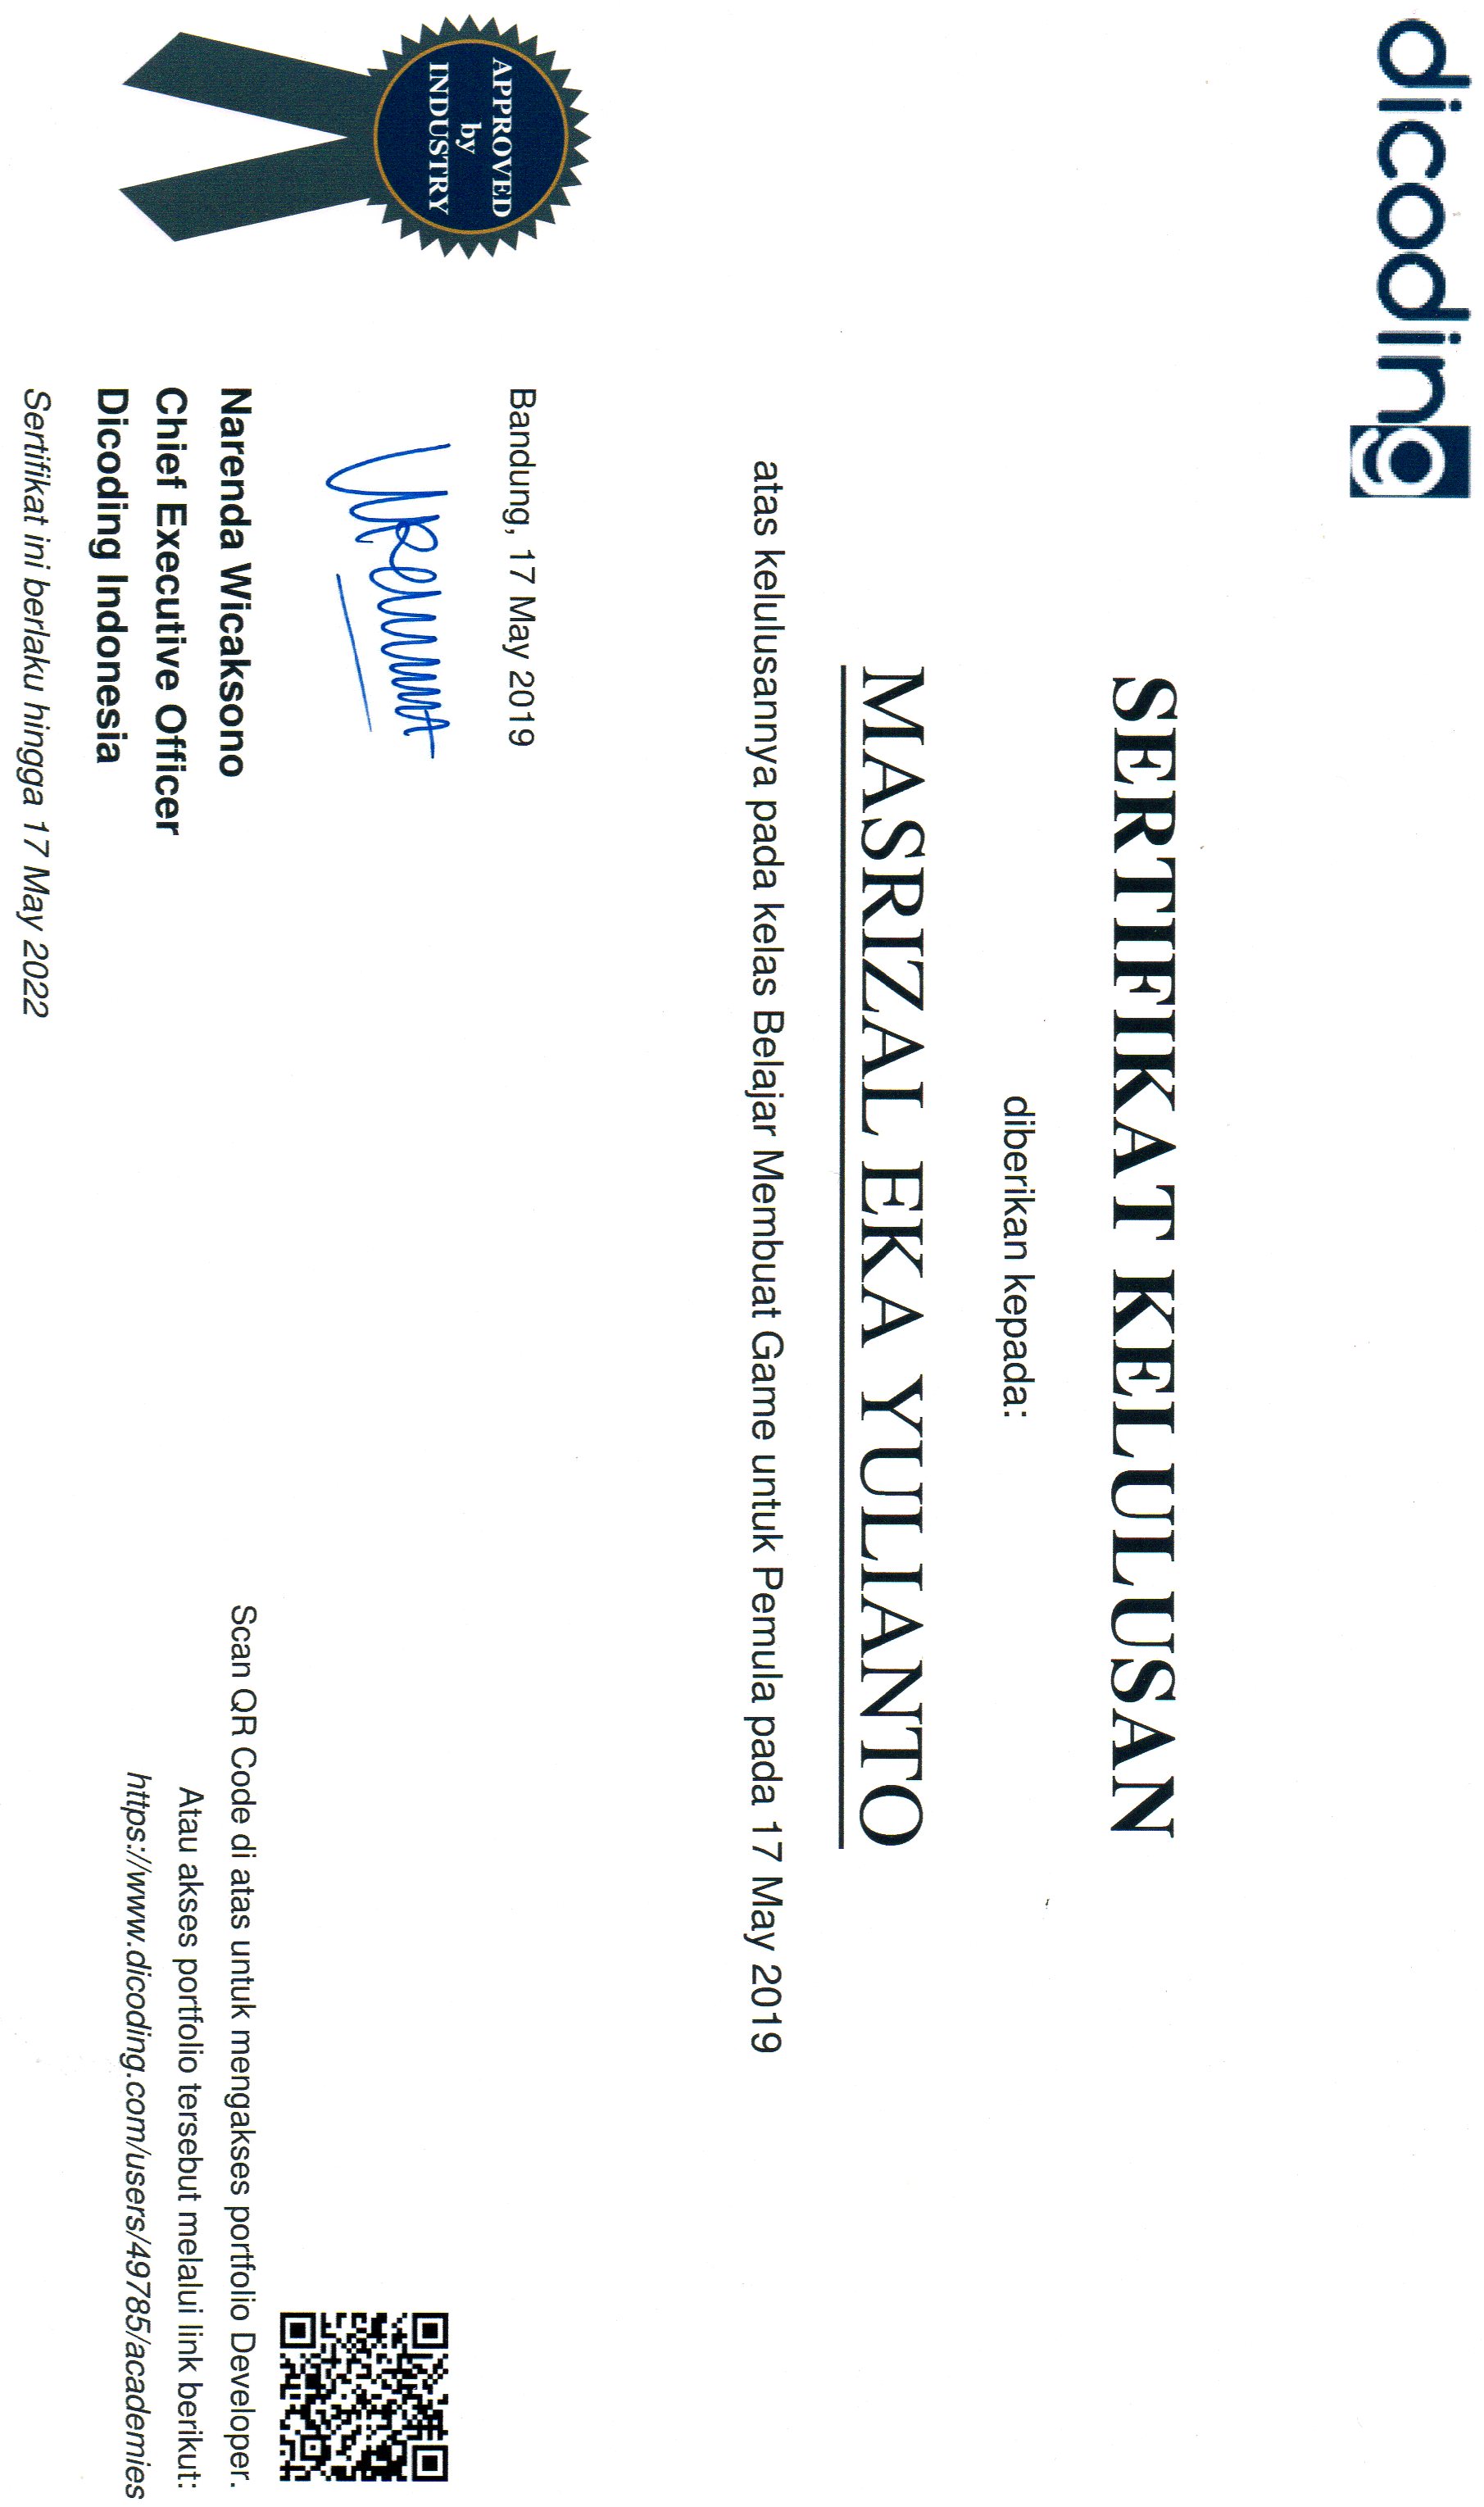 dicoding
SERTIFIKAT KELULUSAN
diberikan kepada:
MASRIZAL EKA YULIANTO
atas kelulusannya pada kelas Belajar Membuat Game untuk Pemula pada 17 May 2019
APPROVED
by
INDUSTRY
Bandung, 17 May 2019
Narenda Wicaksono
Chief Executive Officer
Dicoding Indonesia
Sertifikat ini berlaku hingga 17 May 2022
Scan QR Code di atas untuk mengakses portfolio Developer.
Atau akses portfolio tersebut melalui link berikut:
https://www.dicoding.com/users/49785/academies